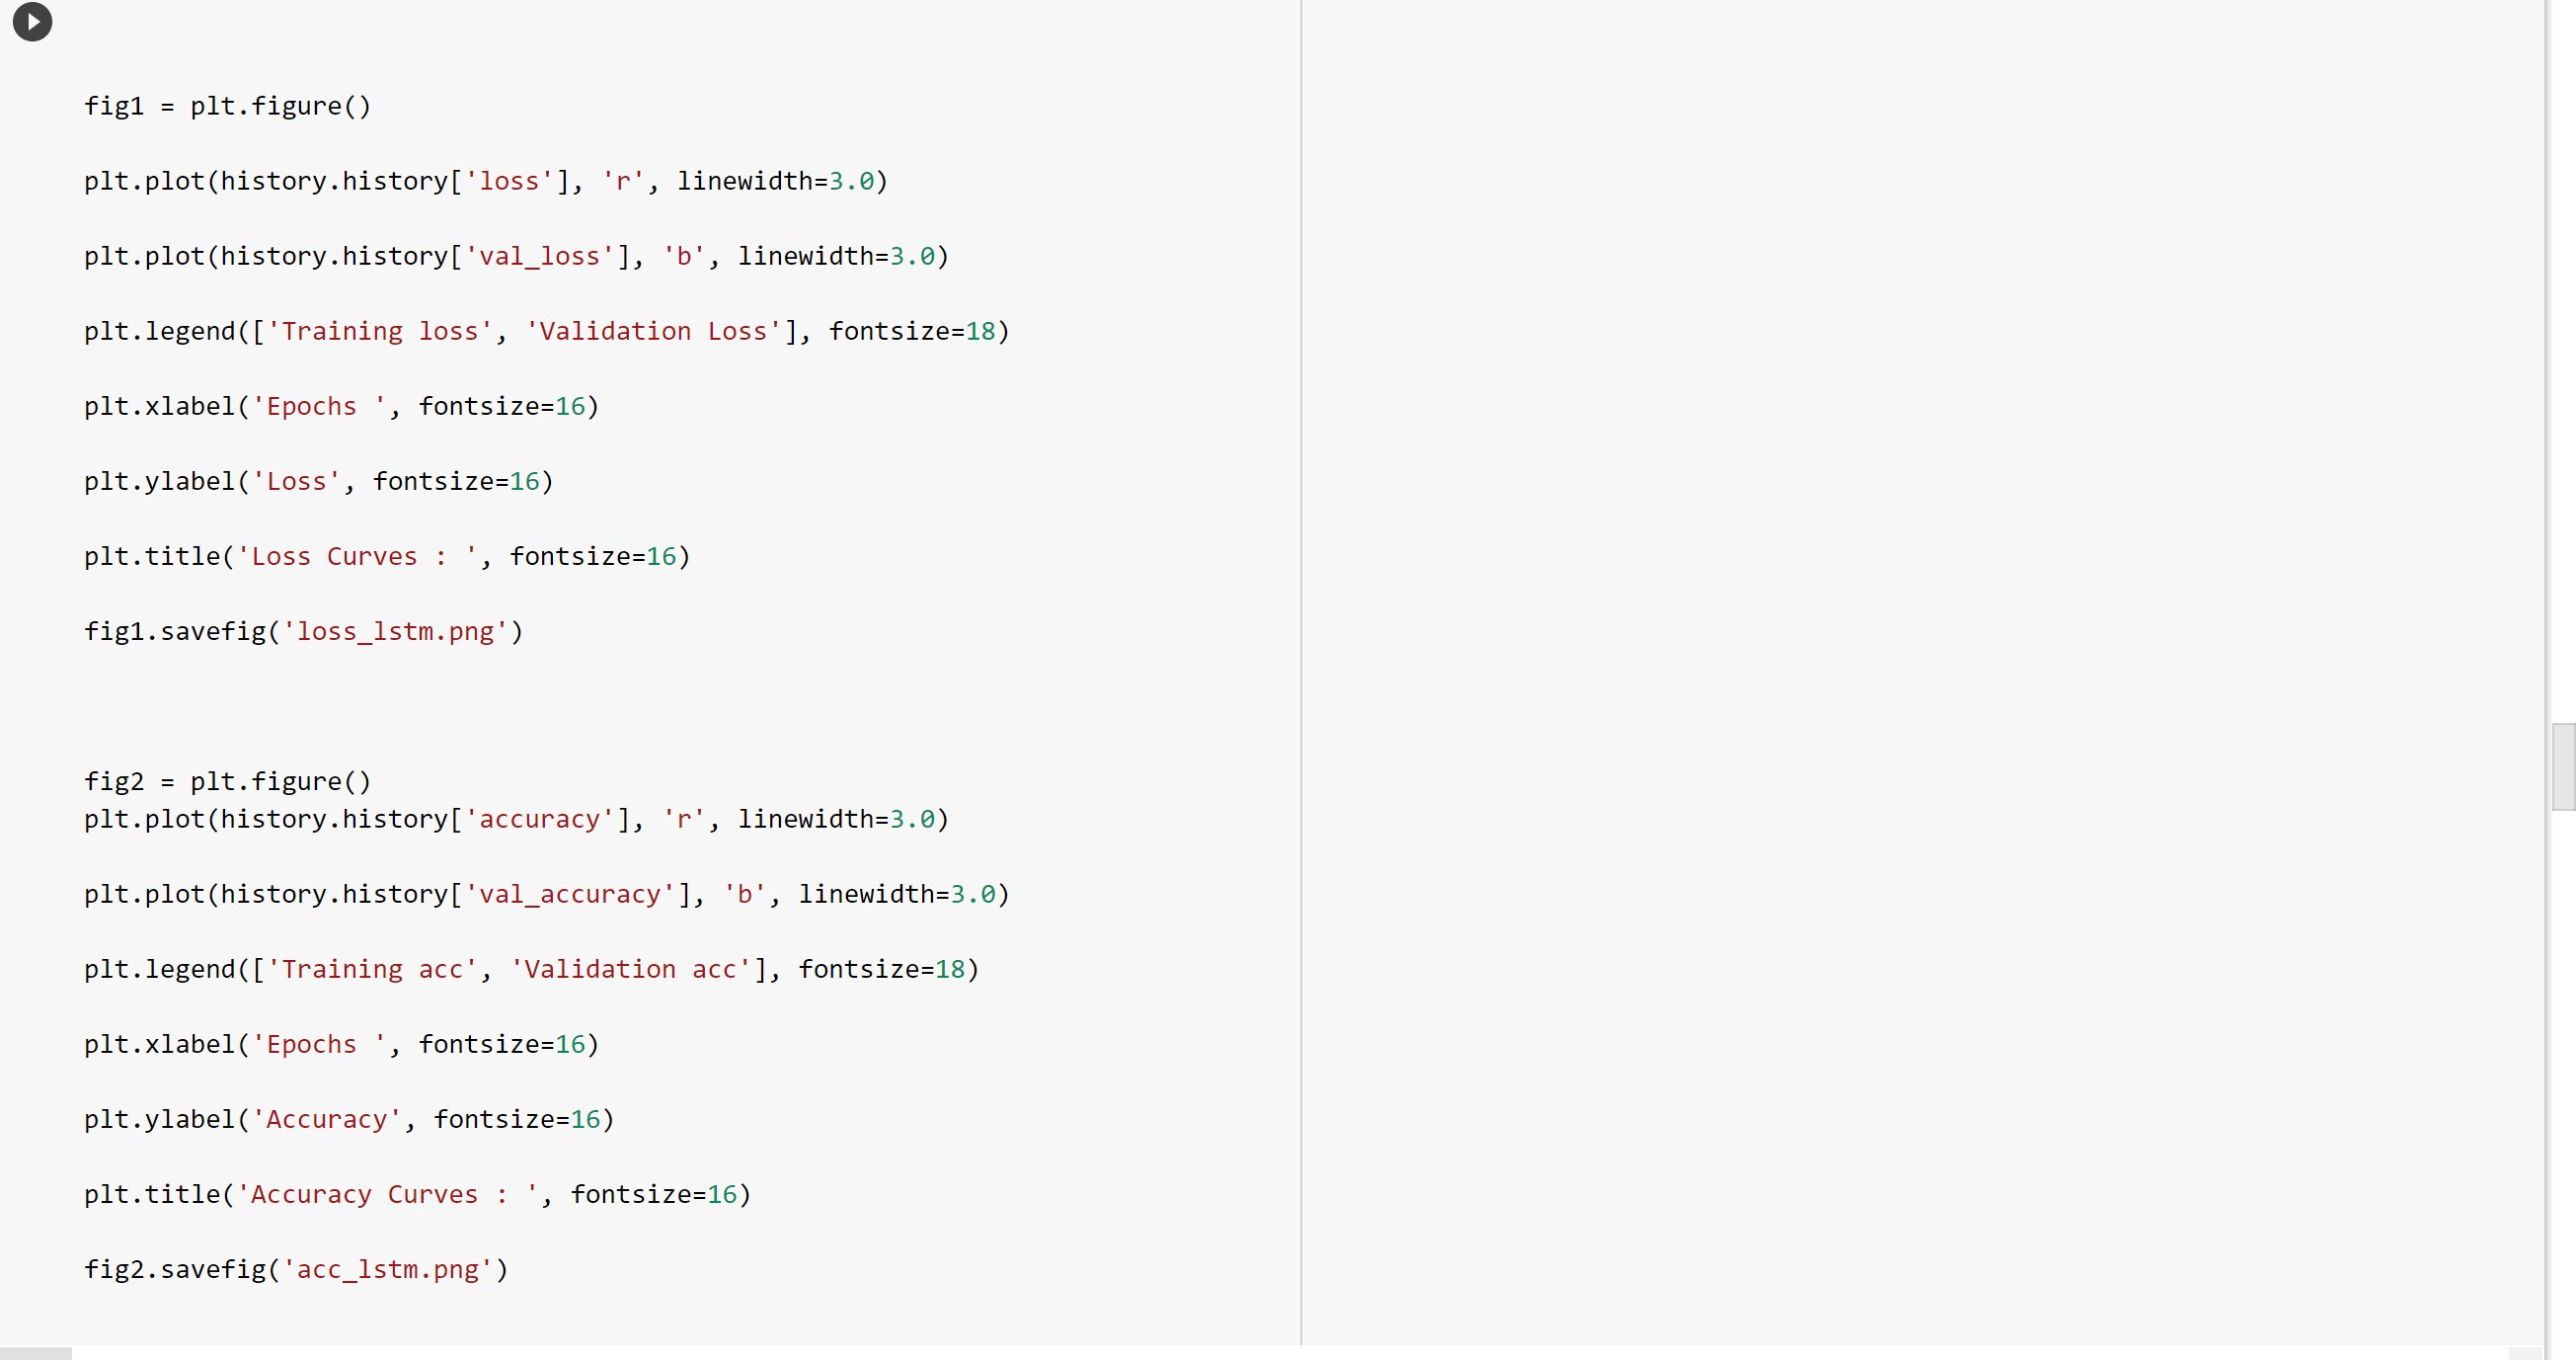 fig1 = plt.figure()
plt.plot(history.history['loss'], 'r', linewidth=3.0)
plt.plot(history.history['val_loss'], 'b', linewidth=3.0)
plt.legend(['Training loss', 'Validation Loss'], fontsize=18)
plt.xlabel('Epochs ', fontsize=16)
plt.ylabel('Loss', fontsize=16)
plt.title('Loss Curves : ', fontsize=16)
fig1.savefig('loss_lstm.png')
fig2 = plt.figure()
plt.plot(history.history['accuracy'], 'r', linewidth=3.0)
plt.plot(history.history['val_accuracy'], 'b', linewidth=3.0)
plt.legend(['Training acc', 'Validation acc'], fontsize=18)
plt.xlabel('Epochs ', fontsize=16)
plt.ylabel('Accuracy', fontsize=16)
plt.title('Accuracy Curves : ', fontsize=16)
fig2.savefig('acc_lstm.png')